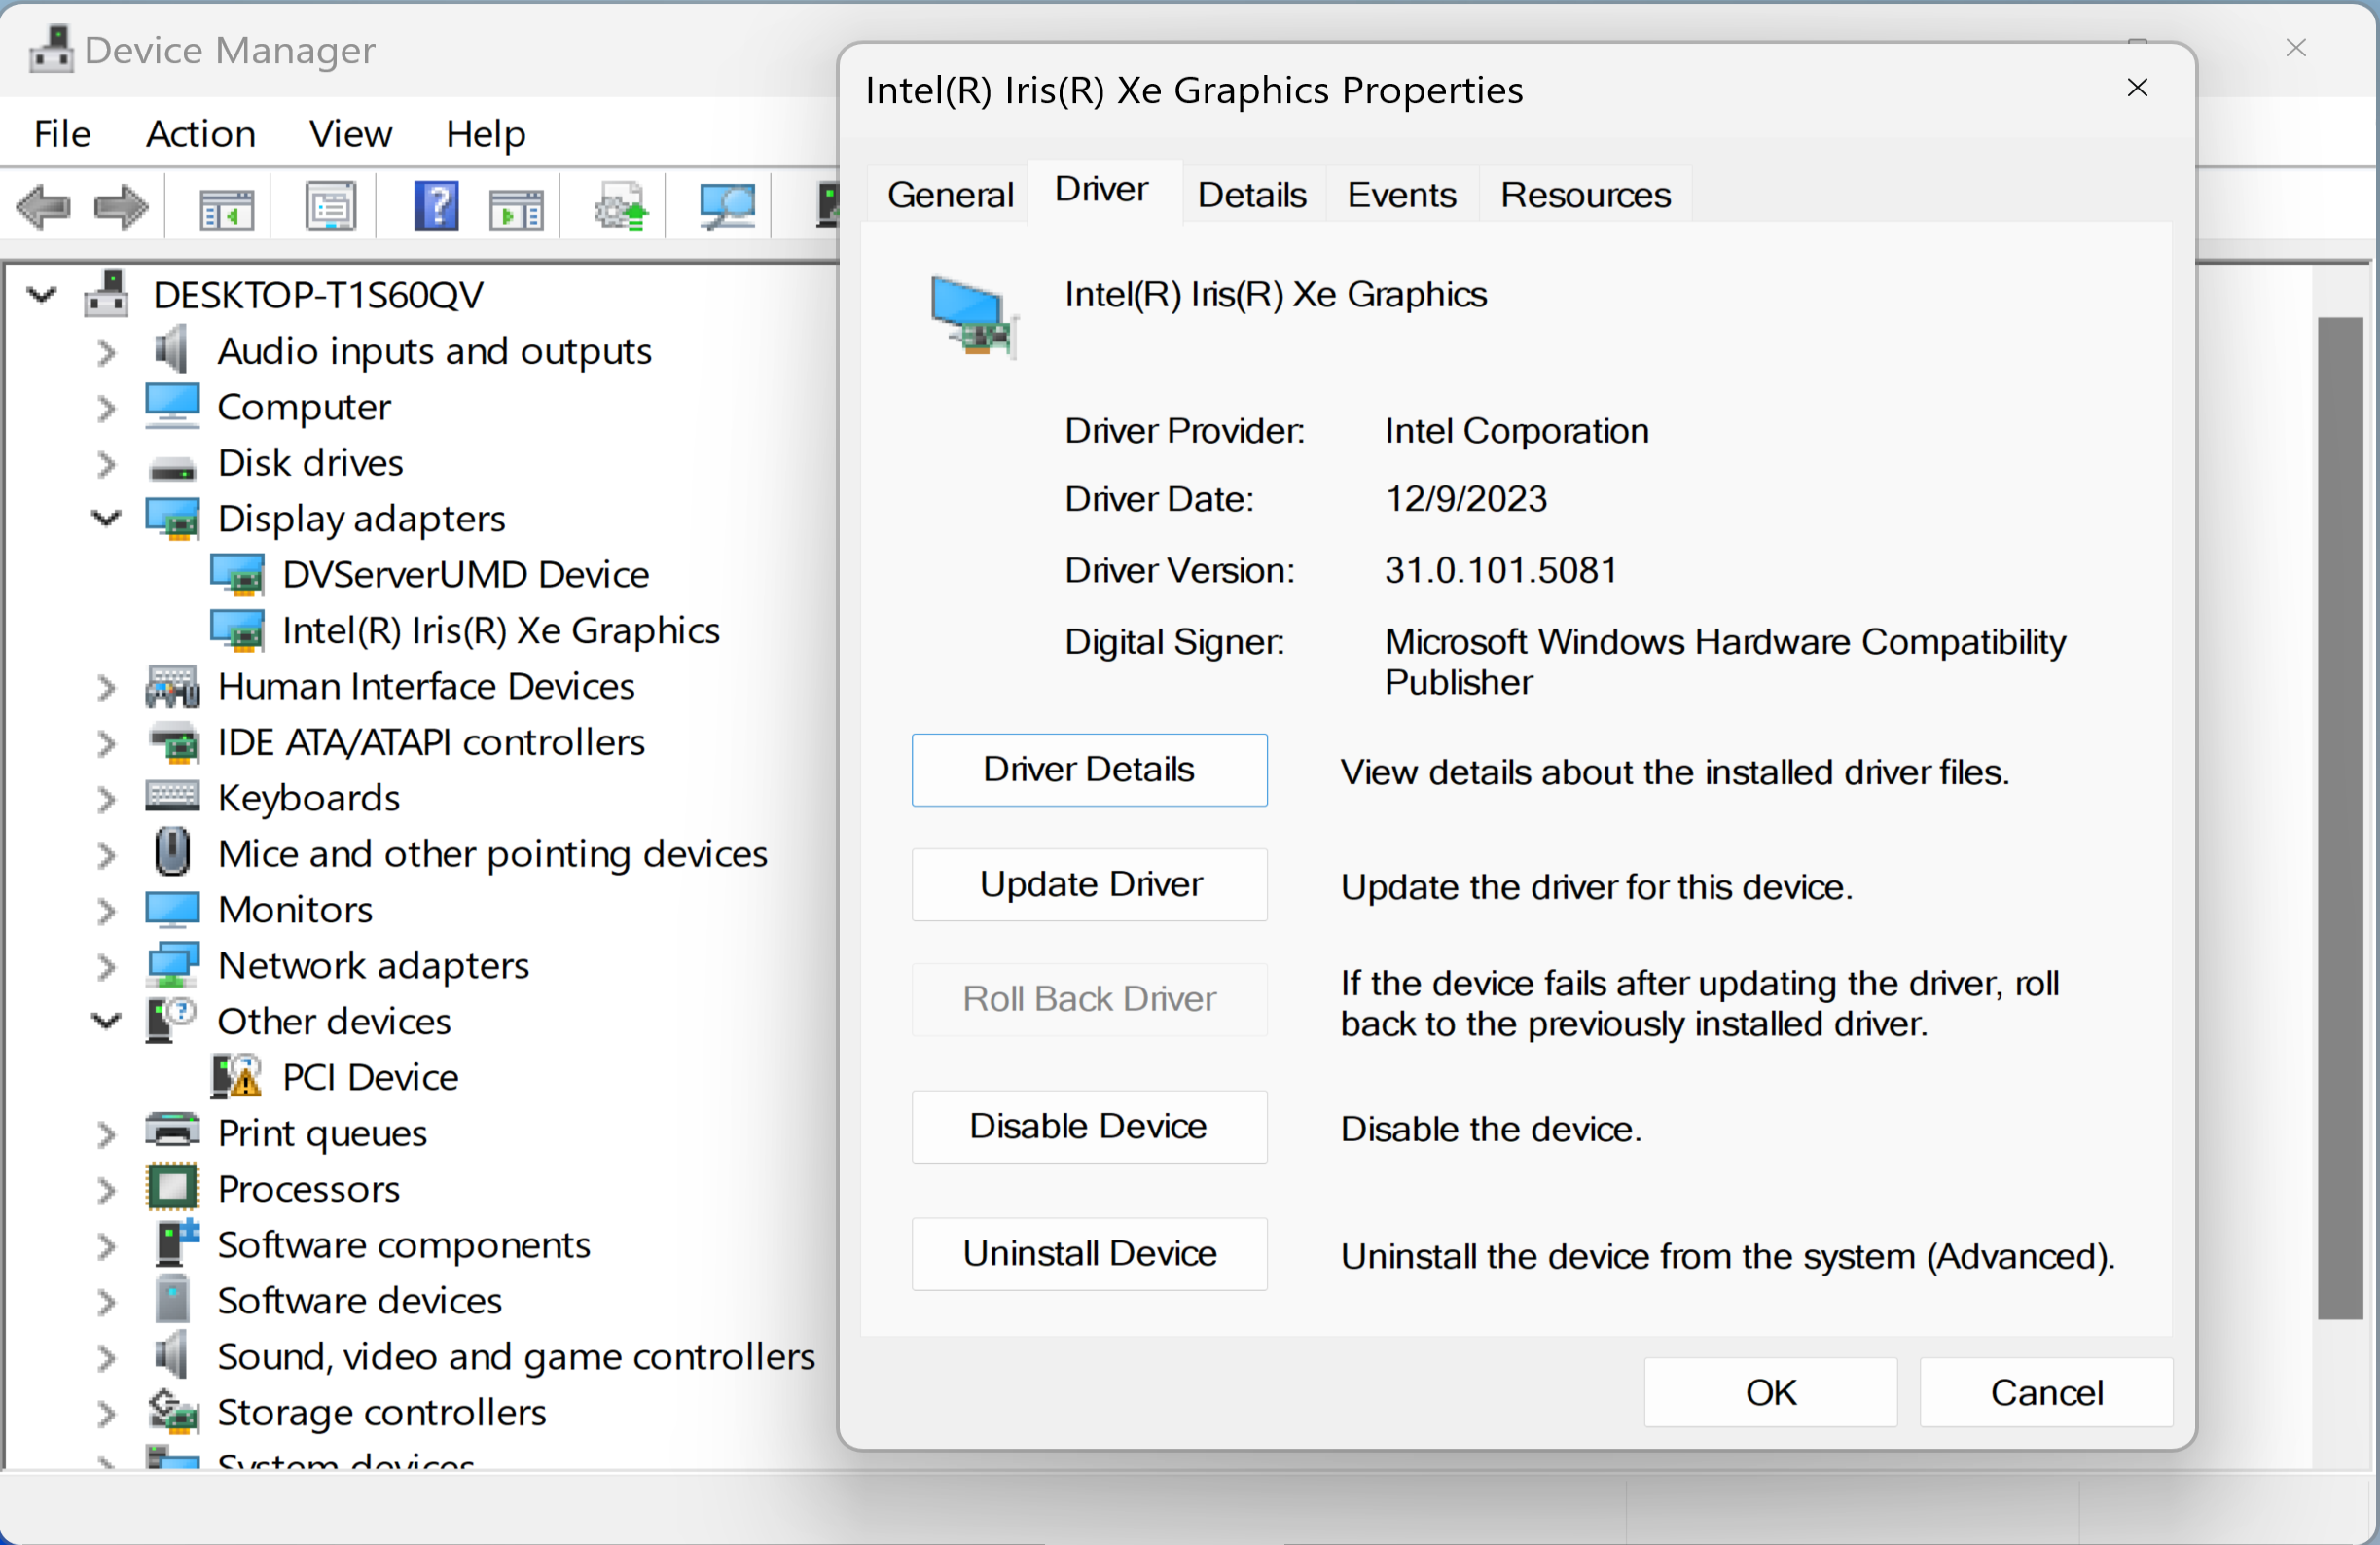 Device Manager
File Action View Help
DESKTOP-T1S60QV
Audio inputs and outputs
Computer
Disk drives
Display adapters
DVServerUMD Device
Intel(R) Iris(R) Xe Graphics
Human Interface Devices
IDE ATA/ATAPI controllers
Keyboards
Mice and other pointing devices
Monitors
Network adapters
Other devices
PCI Device
Print queues
Processors
Software components
Software devices
Sound, video and game controllers
Storage controllers
System devices
Intel(R) Iris(R) Xe Graphics Properties
General Driver Details Events Resources
Intel(R) Iris(R) Xe Graphics
Driver Provider: Intel Corporation
Driver Date: 12/9/2023
Driver Version: 31.0.101.5081
Digital Signer: Microsoft Windows Hardware Compatibility
Publisher
Driver Details View details about the installed driver files.
Update Driver Update the driver for this device.
Roll Back Driver If the device fails after updating the driver, roll
back to the previously installed driver.
Disable Device Disable the device.
Uninstall Device Uninstall the device from the system (Advanced).
OK Cancel